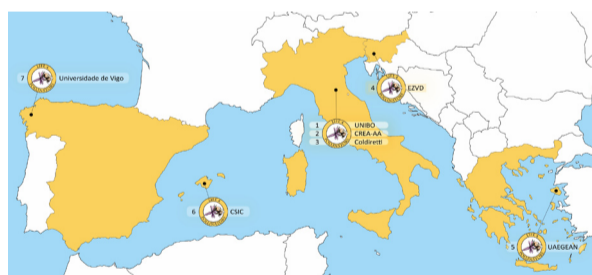 7 Universidade de Vigo
4 EZVD
1 UNIBO
2 CREA-AA
3 Coldiretti
6 CSIC
5 UAEGEAN